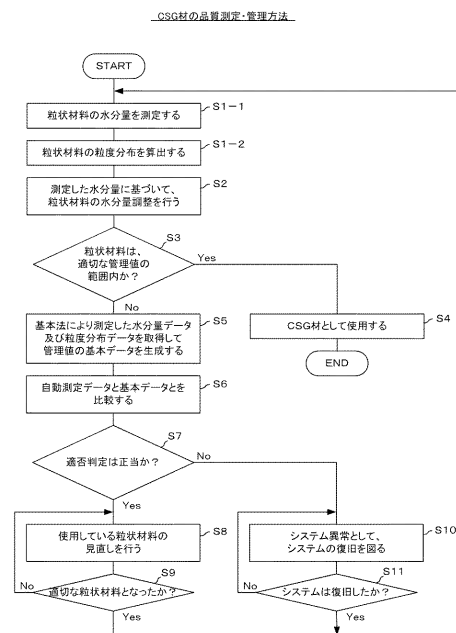 CSG材の品質測定・管理方法
START
粒状材料の水分量を測定する
S1-1
粒状材料の粒度分布を算出する
S1-2
測定した水分量に基づいて、
粒状材料の水分量調整を行う
S2
粒状材料は、
適切な管理値の
範囲内か？
S3
Yes
No
CSG材として使用する
S4
END
基本法により測定した水分量データ
及び粒度分布データを取得して
管理値の基本データを生成する
S5
自動測定データと基本データとを
比較する
S6
適否判定は正当か？
S7
No
Yes
使用している粒状材料の
見直しを行う
S8
システム異常として、
システムの復旧を図る
S10
適切な粒状材料となったか？
S9
No
Yes
システムは復旧したか？
S11
No
Yes